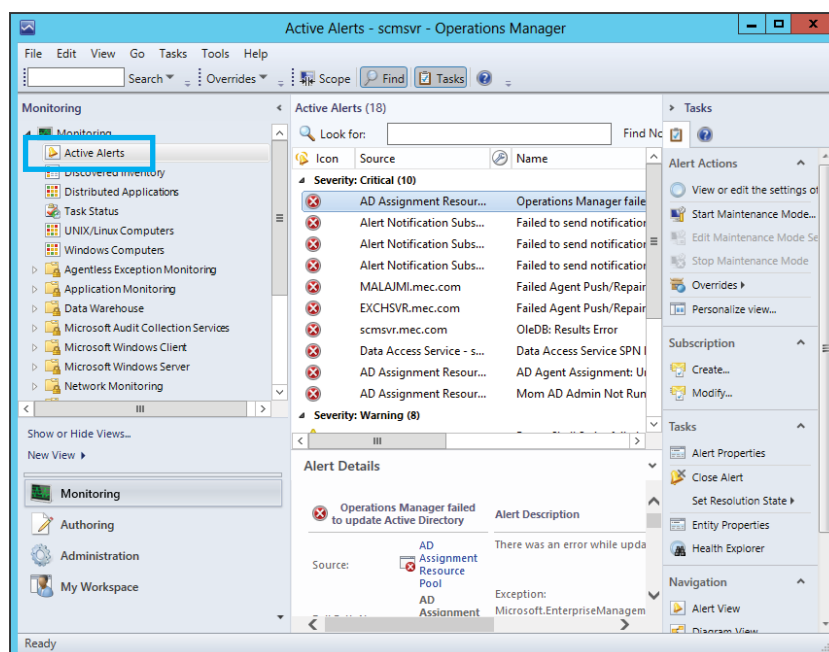 Active Alerts - scmsvr - Operations Manager
File Edit View Go Tasks Tools Help
Search Overrides Scope Find Tasks
Monitoring
Monitoring
Active Alerts
Discovered Inventory
Distributed Applications
Task Status
UNIX/Linux Computers
Windows Computers
Agentless Exception Monitoring
Application Monitoring
Data Warehouse
Microsoft Audit Collection Services
Microsoft Windows Client
Microsoft Windows Server
Network Monitoring
Show or Hide Views...
New View
Monitoring
Authoring
Administration
My Workspace
Active Alerts (18)
Look for: Find
Icon Source Name
Severity: Critical (10)
AD Assignment Resour... Operations Manager faile
Alert Notification Subs... Failed to send notification
Alert Notification Subs... Failed to send notification
Alert Notification Subs... Failed to send notification
MALAJMI.mec.com Failed Agent Push/Repair
EXCHSVR.mec.com Failed Agent Push/Repair
scmsvr.mec.com OleDB: Results Error
Data Access Service - s... Data Access Service SPN
AD Assignment Resour... AD Agent Assignment:
AD Assignment Resour... Mom AD Admin Not Run
Severity: Warning (8)
Alert Details
Operations Manager failed
to update Active Directory
Alert Description
Source:
AD
Assignment
Resource
Pool
AD
Assignment
There was an error while upda
Exception:
Microsoft.EnterpriseManagem
Tasks
Alert Actions
View or edit the settings of
Start Maintenance Mode...
Edit Maintenance Mode Se
Stop Maintenance Mode
Overrides
Personalize view...
Subscription
Create...
Modify...
Tasks
Alert Properties
Close Alert
Set Resolution State
Entity Properties
Health Explorer
Navigation
Alert View
Diagram View
Ready